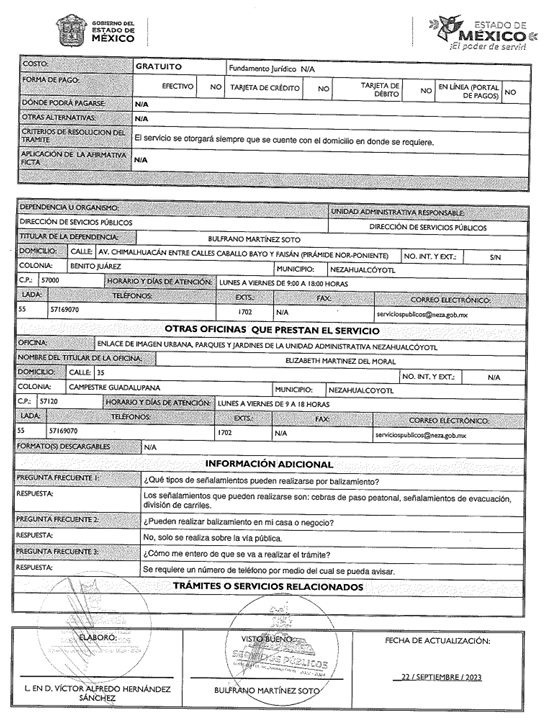 GOBIERNO DEL
ESTADO DE
MÉXICO
ESTADO DE
MÉXICO
¡El poder de servir!
COSTO: GRATUITO Fundamento Jurídico N/A
FORMA DE PAGO: EFECTIVO NO TARJETA DE CRÉDITO NO TARJETA DE DÉBITO NO EN LÍNEA (PORTAL DE PAGOS) NO
DÓNDE PODRÁ PAGARSE: N/A
OTRAS ALTERNATIVAS: N/A
CRITERIOS DE RESOLUCIÓN DEL TRÁMITE El servicio se otorgará siempre que se cuente con el domicilio en donde se requiere.
APLICACIÓN DE LA AFIRMATIVA FICTA N/A
DEPENDENCIA U ORGANISMO: UNIDAD ADMINISTRATIVA RESPONSABLE:
DIRECCIÓN DE SEVICIOS PÚBLICOS DIRECCIÓN DE SERVICIOS PÚBLICOS
TITULAR DE LA DEPENDENCIA: BULFRANO MARTÍNEZ SOTO
DOMICILIO: CALLE: AV. CHIMALHUACÁN ENTRE CALLES CABALLO BAYO Y FAISÁN (PIRÁMIDE NOR-PONIENTE) NO. INT. Y EXT.: S/N
COLONIA: BENITO JUÁREZ MUNICIPIO: NEZAHUALCÓYOTL
C.P.: 57000 HORARIO Y DÍAS DE ATENCIÓN: LUNES A VIERNES DE 9:00 A 18:00 HORAS
LADA: TELÉFONOS: EXTS. FAX: CORREO ELECTRÓNICO:
55 57169070 1702 N/A serviciospublicos@neza.gob.mx
OTRAS OFICINAS QUE PRESTAN EL SERVICIO
OFICINA: ENLACE DE IMAGEN URBANA, PARQUES Y JARDINES DE LA UNIDAD ADMINISTRATIVA NEZAHUALCÓYOTL
NOMBRE DEL TITULAR DE LA OFICINA: ELIZABETH MARTINEZ DEL MORAL
DOMICILIO: CALLE: 35 NO. INT. Y EXT.: N/A
COLONIA: CAMPESTRE GUADALUPANA MUNICIPIO: NEZAHUALCÓYOTL
C.P.: 57120 HORARIO Y DÍAS DE ATENCIÓN: LUNES A VIERNES DE 9 A 18 HORAS
LADA: TELÉFONOS: EXTS. FAX: CORREO ELECTRÓNICO:
55 57169070 1702 N/A serviciospublicos@neza.gob.mx
FORMATO(S) DESCARGABLES N/A
INFORMACIÓN ADICIONAL
PREGUNTA FRECUENTE 1: ¿Qué tipos de señalamientos pueden realizarse por balizamiento?
RESPUESTA: Los señalamientos que pueden realizarse son: cebras de paso peatonal, señalamientos de evacuación,
división de carriles.
PREGUNTA FRECUENTE 2: ¿Pueden realizar balizamiento en mi casa o negocio?
RESPUESTA: No, solo se realiza sobre la vía pública.
PREGUNTA FRECUENTE 3: ¿Cómo me entero de que se va a realizar el trámite?
RESPUESTA: Se requiere un número de teléfono por medio del cual se pueda avisar.
TRÁMITES O SERVICIOS RELACIONADOS
ELABORÓ: VISTO BUENO: FECHA DE ACTUALIZACIÓN:
SERVICIOS PÚBLICOS
22 / SEPTIEMBRE / 2023
L. EN D. VÍCTOR ALFREDO HERNÁNDEZ
SÁNCHEZ
BULFRANO MARTÍNEZ SOTO